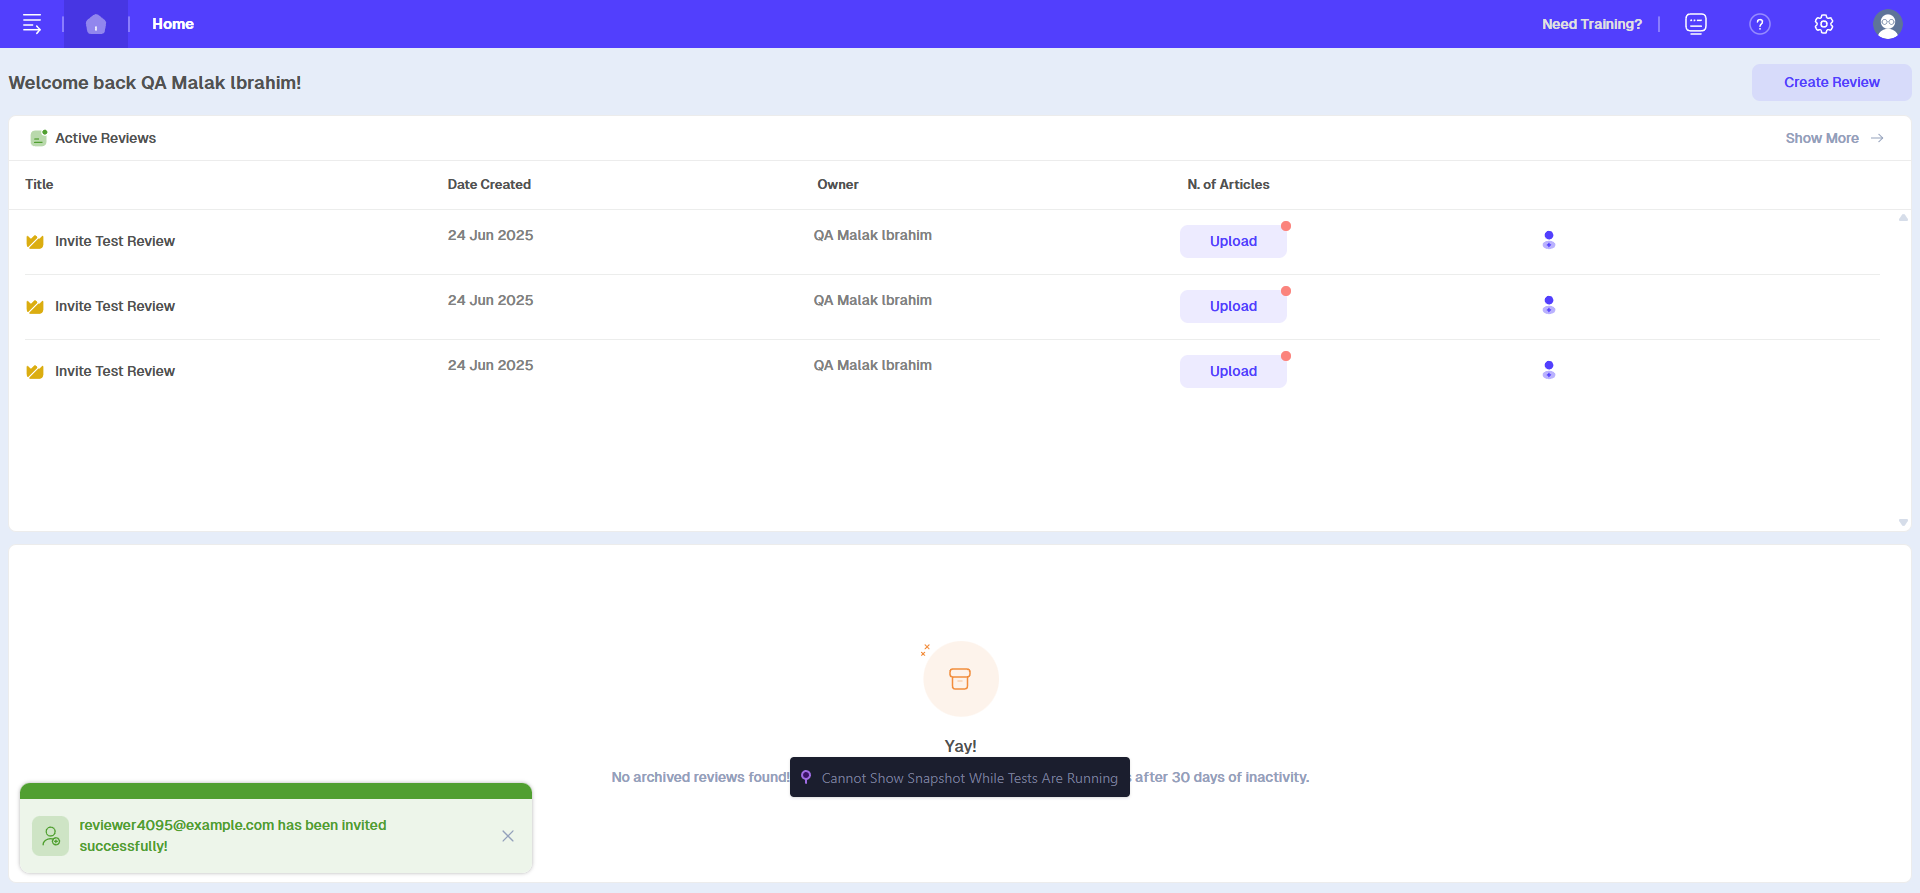 Home
Need Training?
Welcome back QA Malak Ibrahim!
Create Review
Active Reviews
Show More
Title Date Created Owner N. of Articles
Invite Test Review 24 Jun 2025 QA Malak Ibrahim Upload
Invite Test Review 24 Jun 2025 QA Malak Ibrahim Upload
Invite Test Review 24 Jun 2025 QA Malak Ibrahim Upload
Yay!
No archived reviews found! after 30 days of inactivity.
Cannot Show Snapshot While Tests Are Running
reviewer4095@example.com has been invited
successfully!